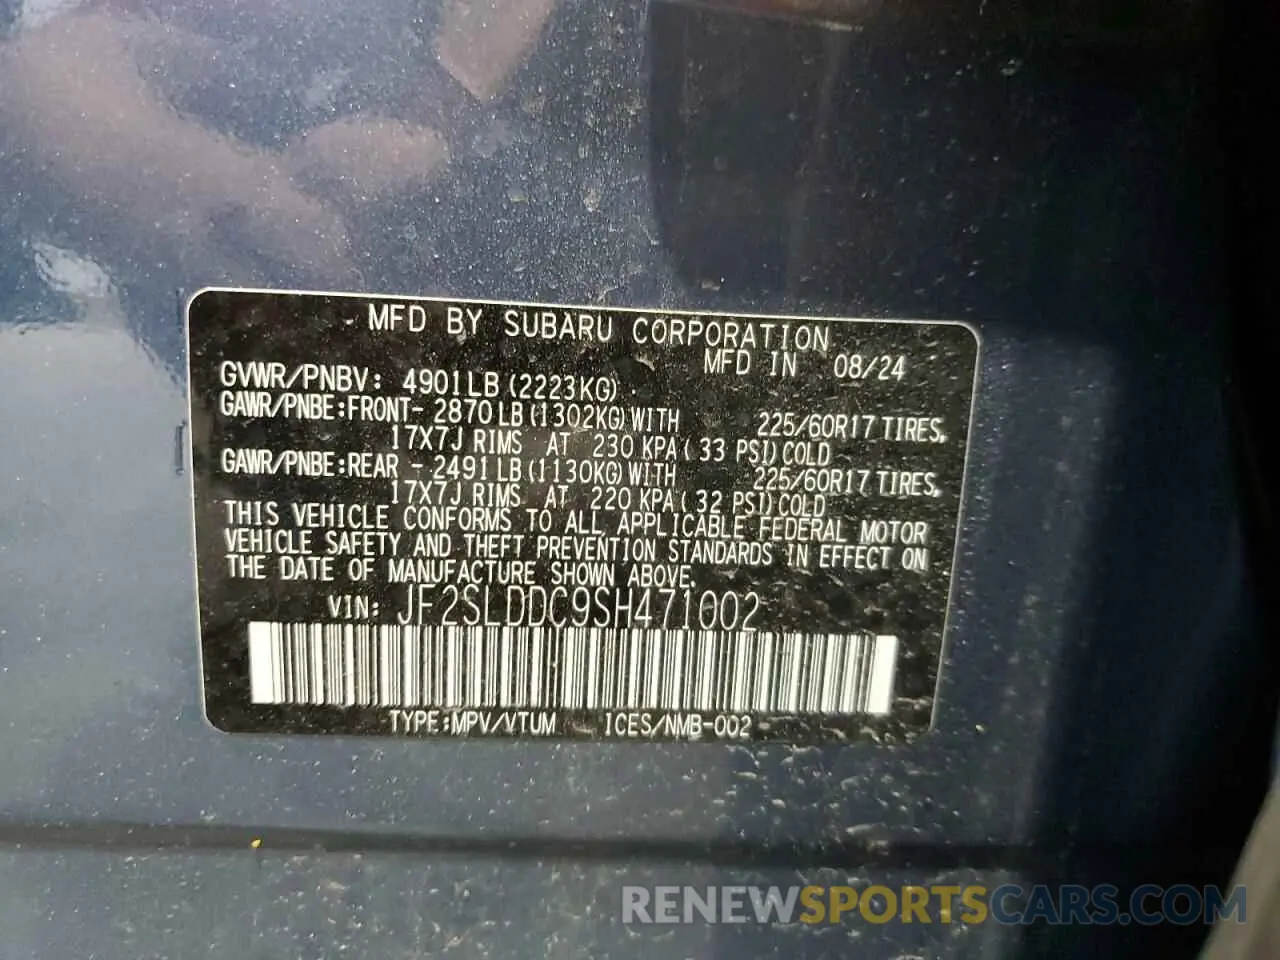 MFD BY SUBARU CORPORATION
MFD IN 08/24
GVWR/PNBV: 4901LB (2223KG)
GAWR/PNBE:FRONT- 2870 LB (1302KG) WITH 225/60R17 TIRES,
17X7J RIMS AT 230 KPA ( 33 PSI) COLD
GAWR/PNBE:REAR - 2491 LB (1130KG) WITH 225/60R17 TIRES,
17X7J RIMS AT 220 KPA ( 32 PSI) COLD
THIS VEHICLE CONFORMS TO ALL APPLICABLE FEDERAL MOTOR
VEHICLE SAFETY AND THEFT PREVENTION STANDARDS IN EFFECT ON
THE DATE OF MANUFACTURE SHOWN ABOVE.
VIN: JF2SLDDC9SH471002
TYPE:MPV/VTUM ICES/NMB-002
RENEWSPORTSCARS.COM